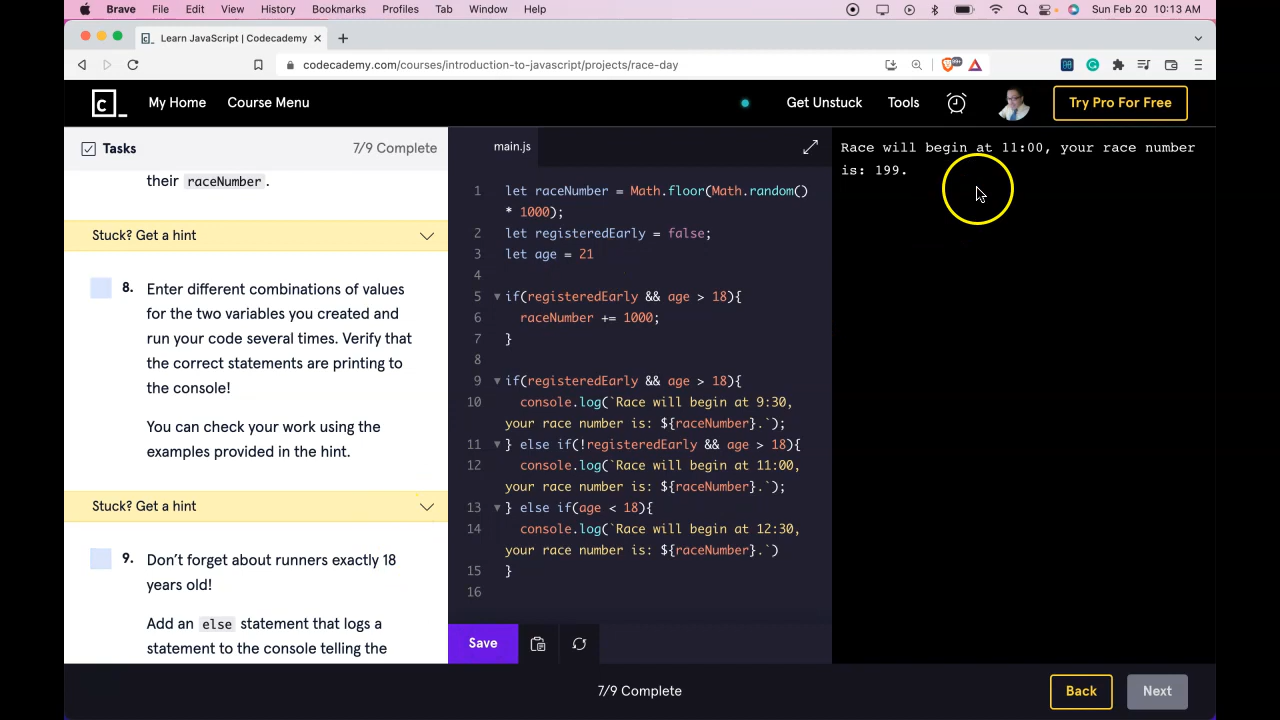 Brave File Edit View History Bookmarks Profiles Tab Window Help Sun Feb 20 10:13 AM
Learn JavaScript | Codecademy
codecademy.com/courses/introduction-to-javascript/projects/race-day
My Home Course Menu Get Unstuck Tools Try Pro For Free
Tasks 7/9 Complete
their raceNumber.
Stuck? Get a hint
8. Enter different combinations of values
for the two variables you created and
run your code several times. Verify that
the correct statements are printing to
the console!
You can check your work using the
examples provided in the hint.
Stuck? Get a hint
9. Don't forget about runners exactly 18
years old!
Add an else statement that logs a
statement to the console telling the
main.js
1 let raceNumber = Math.floor(Math.random()
* 1000);
2 let registeredEarly = false;
3 let age = 21
4
5 if(registeredEarly && age > 18){
6 raceNumber += 1000;
7 }
8
9 if(registeredEarly && age > 18){
10 console.log(`Race will begin at 9:30,
your race number is: ${raceNumber}.`);
11 } else if(!registeredEarly && age > 18){
12 console.log(`Race will begin at 11:00,
your race number is: ${raceNumber}.`);
13 } else if(age < 18){
14 console.log(`Race will begin at 12:30,
your race number is: ${raceNumber}.`)
15 }
16
Save
Race will begin at 11:00, your race number
is: 199.
7/9 Complete
Back Next